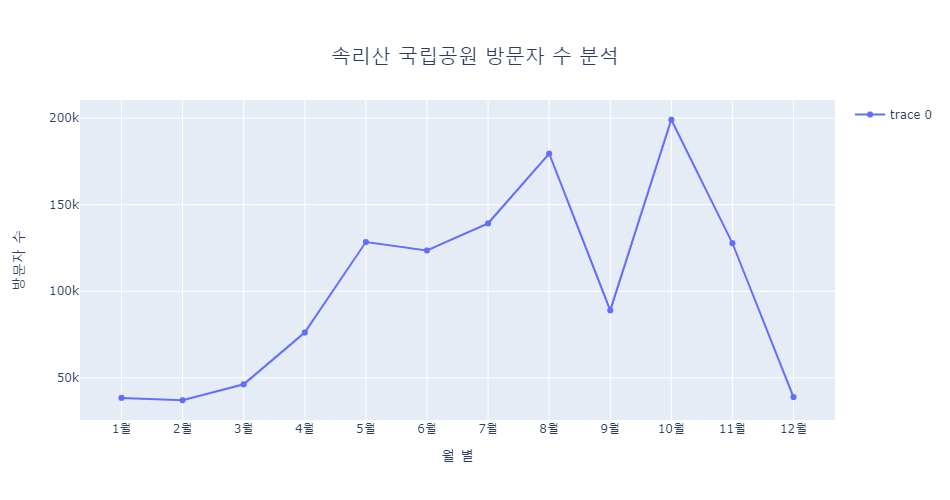 속리산 국립공원 방문자 수 분석
trace 0
200k
150k
100k
50k
방문자 수
1월 2월 3월 4월 5월 6월 7월 8월 9월 10월 11월 12월
월 별